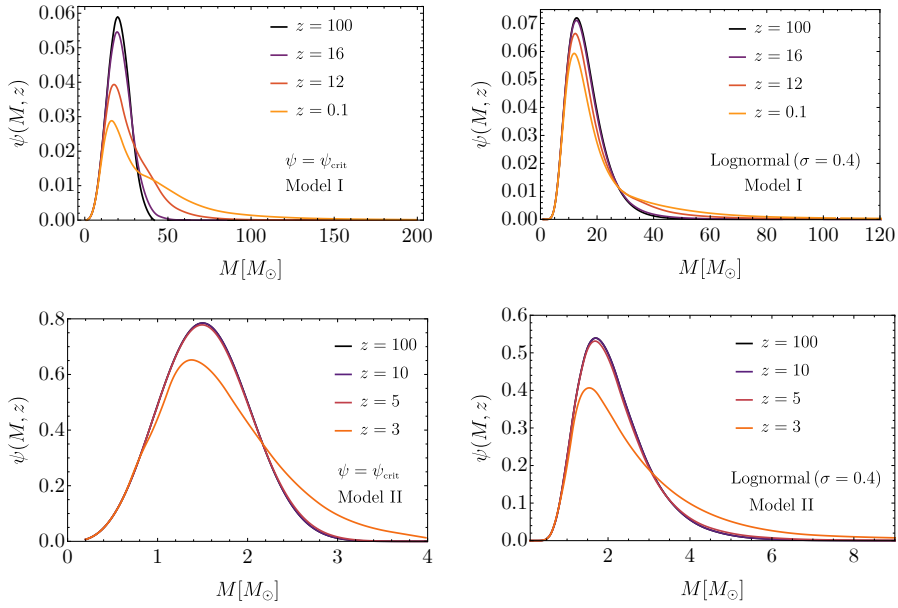 ψ(M, z)
0.06
0.05
0.04
0.03
0.02
0.01
0.00
z = 100
z = 16
z = 12
z = 0.1
ψ = ψcrit
Model I
0 50 100 150 200
M[M⊙]
ψ(M, z)
0.07
0.06
0.05
0.04
0.03
0.02
0.01
0.00
z = 100
z = 16
z = 12
z = 0.1
Lognormal (σ = 0.4)
Model I
0 20 40 60 80 100 120
M[M⊙]
ψ(M, z)
0.8
0.6
0.4
0.2
0.0
z = 100
z = 10
z = 5
z = 3
ψ = ψcrit
Model II
0 1 2 3 4
M[M⊙]
ψ(M, z)
0.6
0.5
0.4
0.3
0.2
0.1
0.0
z = 100
z = 10
z = 5
z = 3
Lognormal (σ = 0.4)
Model II
2 4 6 8
M[M⊙]